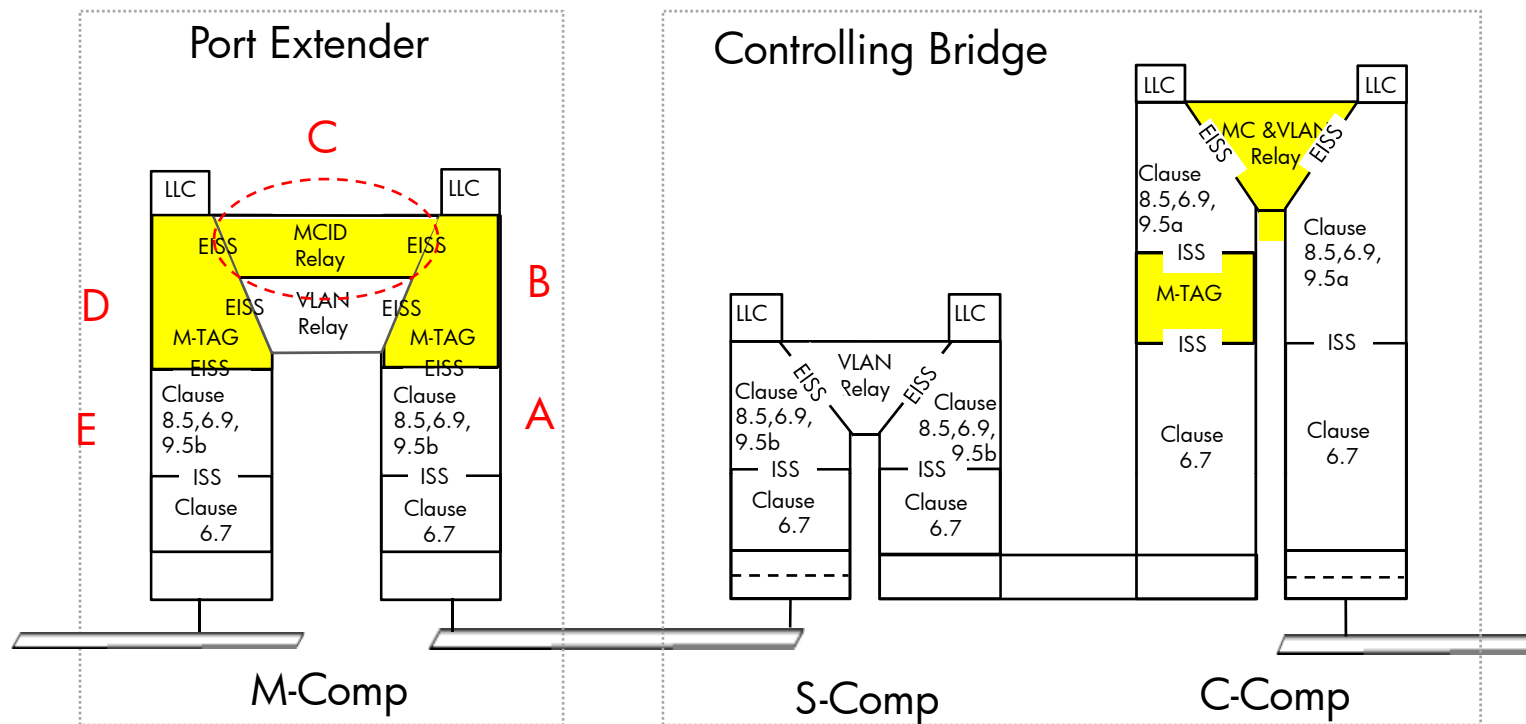 Port Extender
Controlling Bridge
C
LLC
LLC
MCID
Relay
EISS
EISS
VLAN
Relay
EISS
EISS
D
B
M-TAG
M-TAG
EISS
EISS
E
A
Clause
8.5,6.9,
9.5b
Clause
8.5,6.9,
9.5b
ISS
ISS
Clause
6.7
Clause
6.7
M-Comp
LLC
LLC
VLAN
Relay
EISS
EISS
Clause
8.5,6.9,
9.5b
Clause
8.5,6.9,
9.5b
ISS
ISS
Clause
6.7
Clause
6.7
S-Comp
LLC
LLC
MC &VLAN
Relay
EISS
EISS
Clause
8.5,6.9,
9.5a
Clause
8.5,6.9,
9.5a
ISS
M-TAG
ISS
ISS
Clause
6.7
Clause
6.7
C-Comp